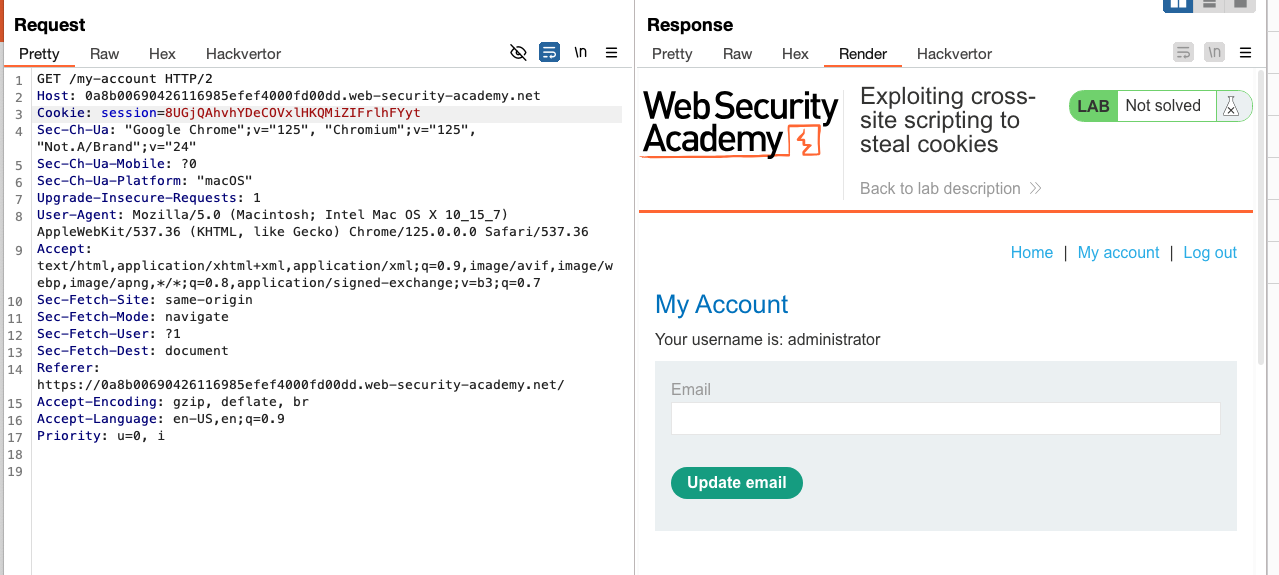 Request
Pretty Raw Hex Hackvertor \n
1 GET /my-account HTTP/2
2 Host: 0a8b00690426116985efef4000fd00dd.web-security-academy.net
3 Cookie: session=8UGjQAhvhYDeCOVxlHKQMiZIFrlhFYyt
4 Sec-Ch-Ua: "Google Chrome";v="125", "Chromium";v="125",
"Not.A/Brand";v="24"
5 Sec-Ch-Ua-Mobile: ?0
6 Sec-Ch-Ua-Platform: "macOS"
7 Upgrade-Insecure-Requests: 1
8 User-Agent: Mozilla/5.0 (Macintosh; Intel Mac OS X 10_15_7)
AppleWebKit/537.36 (KHTML, like Gecko) Chrome/125.0.0.0 Safari/537.36
9 Accept:
text/html,application/xhtml+xml,application/xml;q=0.9,image/avif,image/w
ebp,image/apng,*/*;q=0.8,application/signed-exchange;v=b3;q=0.7
10 Sec-Fetch-Site: same-origin
11 Sec-Fetch-Mode: navigate
12 Sec-Fetch-User: ?1
13 Sec-Fetch-Dest: document
14 Referer:
https://0a8b00690426116985efef4000fd00dd.web-security-academy.net/
15 Accept-Encoding: gzip, deflate, br
16 Accept-Language: en-US,en;q=0.9
17 Priority: u=0, i
18
19
Response
Pretty Raw Hex Render Hackvertor \n
Web Security
Academy
Exploiting cross-
site scripting to
steal cookies
LAB Not solved
Back to lab description
Home | My account | Log out
My Account
Your username is: administrator
Email
Update email